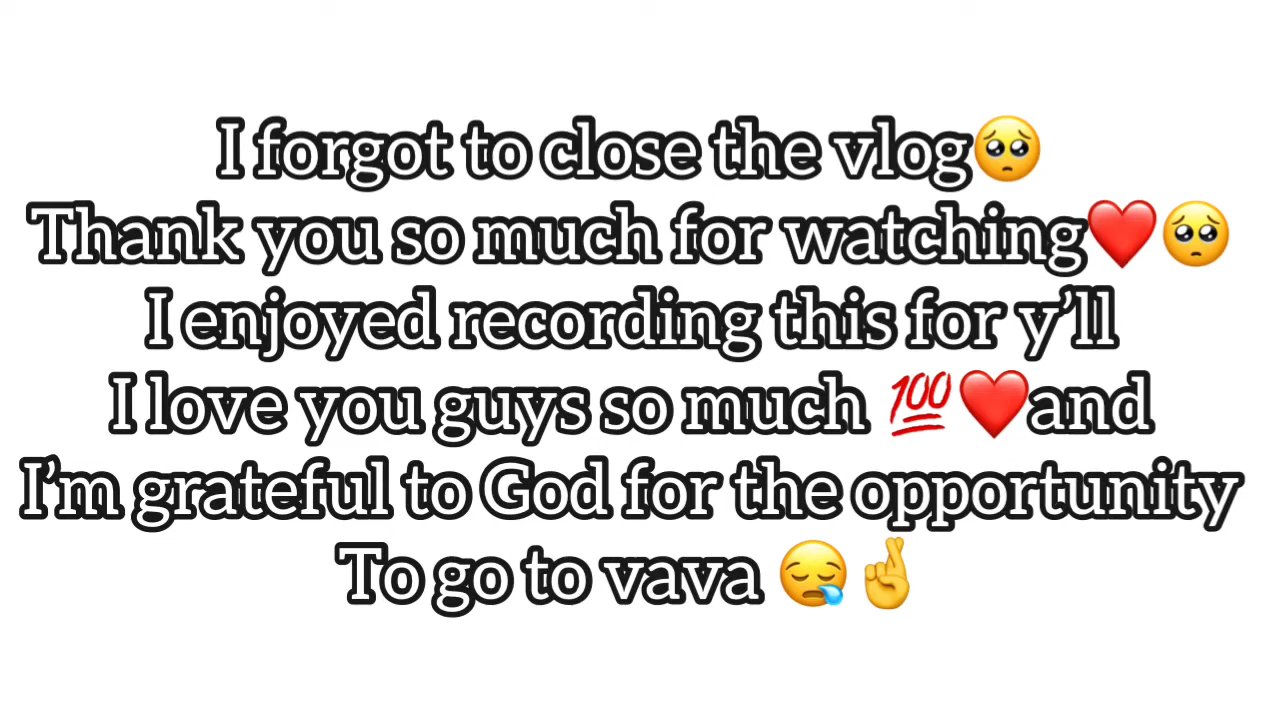 I forgot to close the vlog🥺
Thank you so much for watching❤️🥺
I enjoyed recording this for y’ll
I love you guys so much 💯❤️and
I’m grateful to God for the opportunity
To go to vava 😪🤞